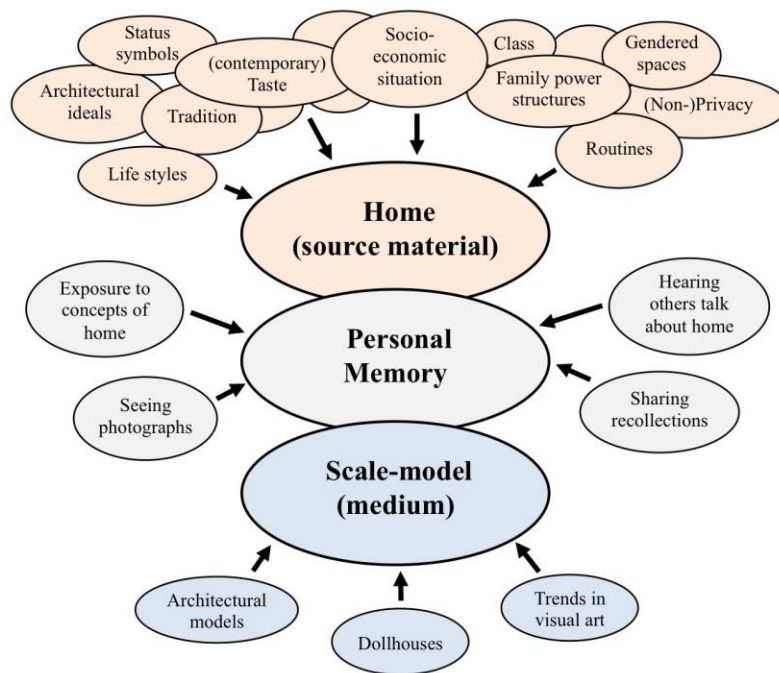 Status
symbols
(contemporary)
Taste
Socio-
economic
situation
Class
Gendered
spaces
Architectural
ideals
Tradition
Family power
structures
(Non-)Privacy
Life styles
Routines
Home
(source material)
Exposure to
concepts of
home
Hearing
others talk
about home
Personal
Memory
Seeing
photographs
Sharing
recollections
Scale-model
(medium)
Architectural
models
Dollhouses
Trends in
visual art